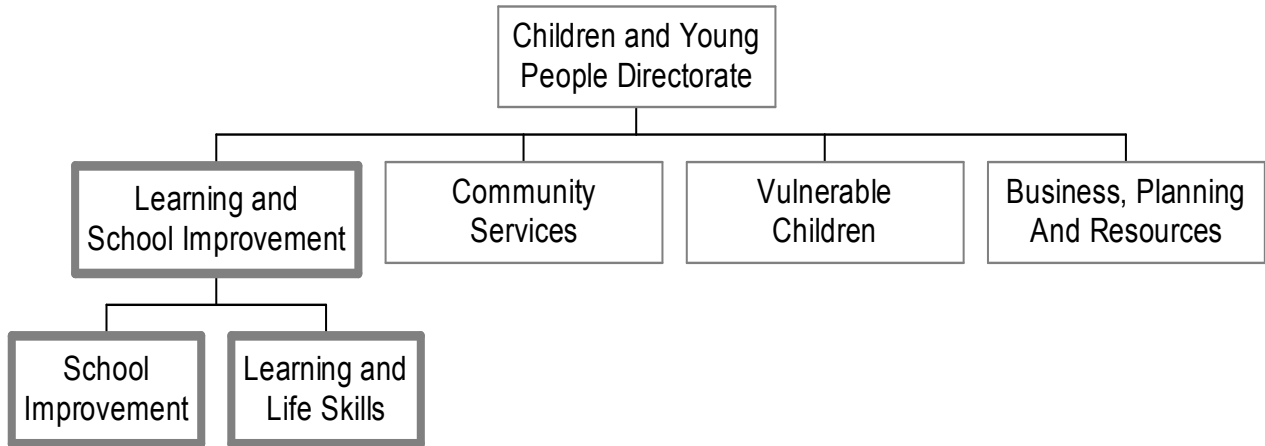 Children and Young
People Directorate
Learning and
School Improvement
Community
Services
Vulnerable
Children
Business, Planning
And Resources
School
Improvement
Learning and
Life Skills